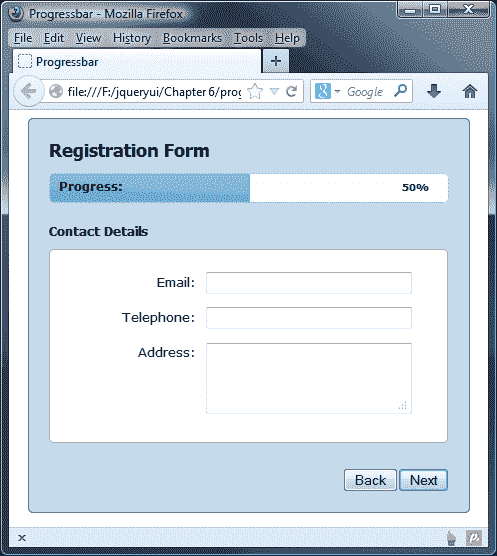 Progressbar - Mozilla Firefox
File Edit View History Bookmarks Tools Help
Progressbar
file:///F:/jqueryui/Chapter 6/prog
Google
Registration Form
Progress: 50%
Contact Details
Email:
Telephone:
Address:
Back Next